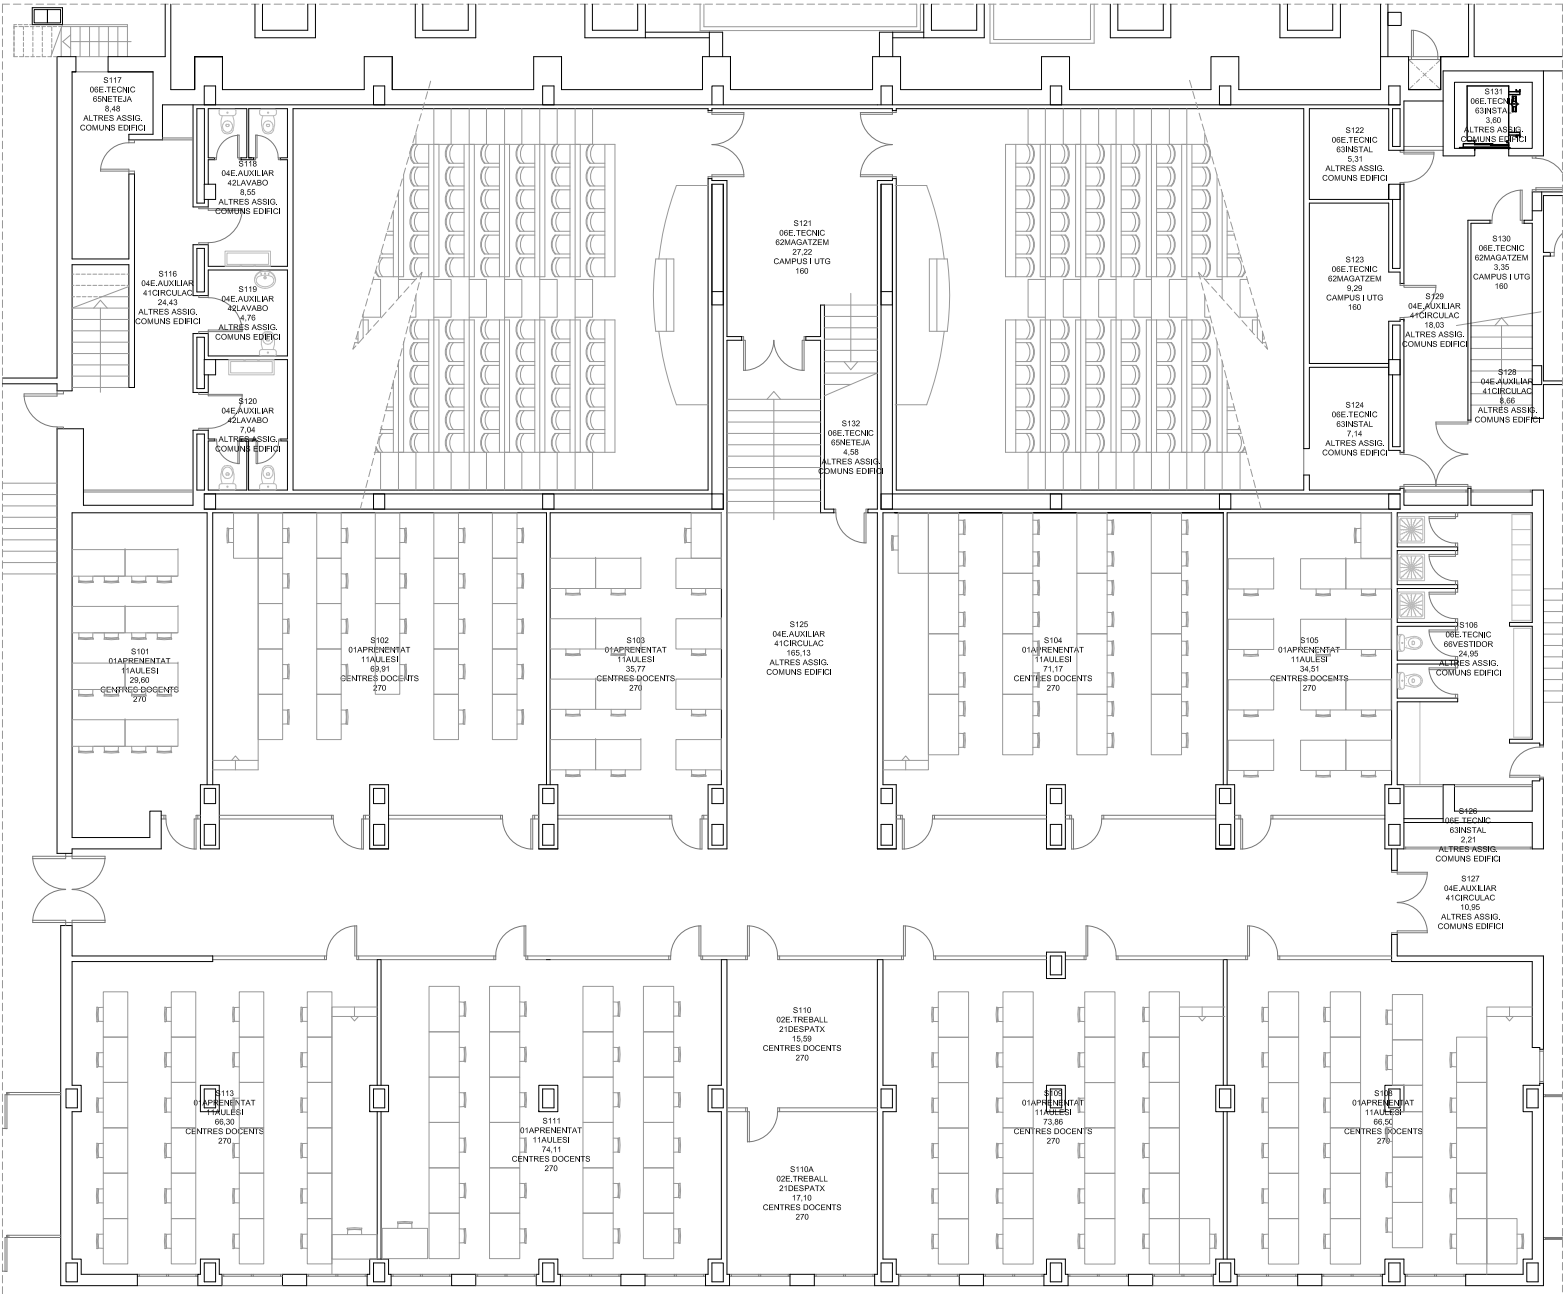 S117
06E.TECNIC
65NETEJA
8,48
ALTRES ASSIG.
COMUNS EDIFICI
S118
04E.AUXILIAR
42LAVABO
8,55
ALTRES ASSIG.
COMUNS EDIFICI
S116
04E.AUXILIAR
41CIRCULAC
24,43
ALTRES ASSIG.
COMUNS EDIFICI
S119
04E.AUXILIAR
42LAVABO
4,76
ALTRES ASSIG.
COMUNS EDIFICI
S120
04E.AUXILIAR
42LAVABO
7,04
ALTRES ASSIG.
COMUNS EDIFICI
S121
06E.TECNIC
62MAGATZEM
27,22
CAMPUS I UTG
160
S132
06E.TECNIC
65NETEJA
4,58
ALTRES ASSIG.
COMUNS EDIFICI
S122
06E.TECNIC
63INSTAL
5,31
ALTRES ASSIG.
COMUNS EDIFICI
S131
06E.TECNIC
63INSTAL
3,60
ALTRES ASSIG.
COMUNS EDIFICI
S123
06E.TECNIC
62MAGATZEM
9,29
CAMPUS I UTG
160
S130
06E.TECNIC
62MAGATZEM
3,35
CAMPUS I UTG
160
S129
04E.AUXILIAR
41CIRCULAC
18,03
ALTRES ASSIG.
COMUNS EDIFICI
S128
04E.AUXILIAR
41CIRCULAC
8,66
ALTRES ASSIG.
COMUNS EDIFICI
S124
06E.TECNIC
63INSTAL
7,14
ALTRES ASSIG.
COMUNS EDIFICI
S101
01APRENENTAT
11AULESI
29,60
CENTRES DOCENTS
270
S102
01APRENENTAT
11AULESI
69,91
CENTRES DOCENTS
270
S103
01APRENENTAT
11AULESI
35,77
CENTRES DOCENTS
270
S125
04E.AUXILIAR
41CIRCULAC
165,13
ALTRES ASSIG.
COMUNS EDIFICI
S104
01APRENENTAT
11AULESI
71,17
CENTRES DOCENTS
270
S105
01APRENENTAT
11AULESI
34,51
CENTRES DOCENTS
270
S106
06E.TECNIC
66VESTIDOR
24,95
ALTRES ASSIG.
COMUNS EDIFICI
S126
06E.TECNIC
63INSTAL
2,21
ALTRES ASSIG.
COMUNS EDIFICI
S127
04E.AUXILIAR
41CIRCULAC
10,95
ALTRES ASSIG.
COMUNS EDIFICI
S113
01APRENENTAT
11AULESI
66,30
CENTRES DOCENTS
270
S111
01APRENENTAT
11AULESI
74,11
CENTRES DOCENTS
270
S110
02E.TREBALL
21DESPATX
15,59
CENTRES DOCENTS
270
S110A
02E.TREBALL
21DESPATX
17,10
CENTRES DOCENTS
270
S109
01APRENENTAT
11AULESI
73,86
CENTRES DOCENTS
270
S108
01APRENENTAT
11AULESI
66,50
CENTRES DOCENTS
270